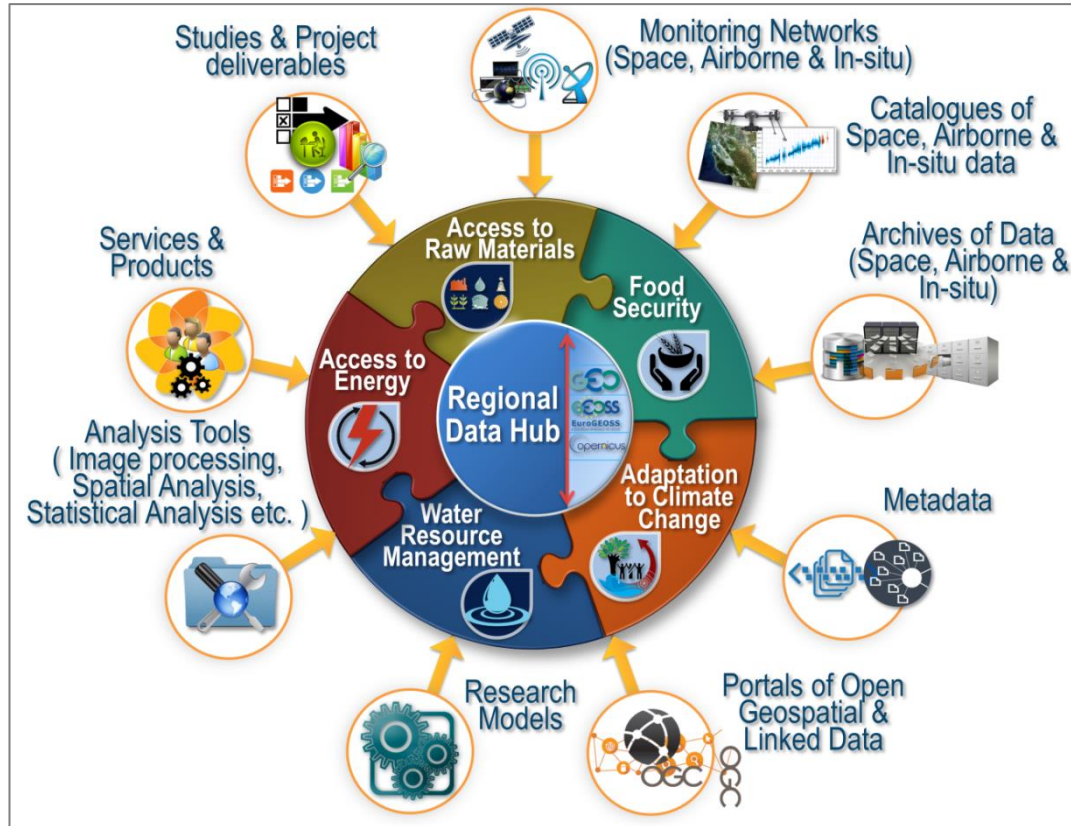 Studies & Project
deliverables
Monitoring Networks
(Space, Airborne & In-situ)
Catalogues of
Space, Airborne &
In-situ data
Archives of Data
(Space, Airborne &
In-situ)
Services &
Products
Analysis Tools
( Image processing,
Spatial Analysis,
Statistical Analysis etc. )
Metadata
Research
Models
Portals of Open
Geospatial &
Linked Data
OGC
OGC
Access to
Raw Materials
Food
Security
Access to
Energy
Water
Resource
Management
Adaptation
to Climate
Change
Regional
Data Hub
GEO
GEOSS
EuroGEOSS
Copernicus